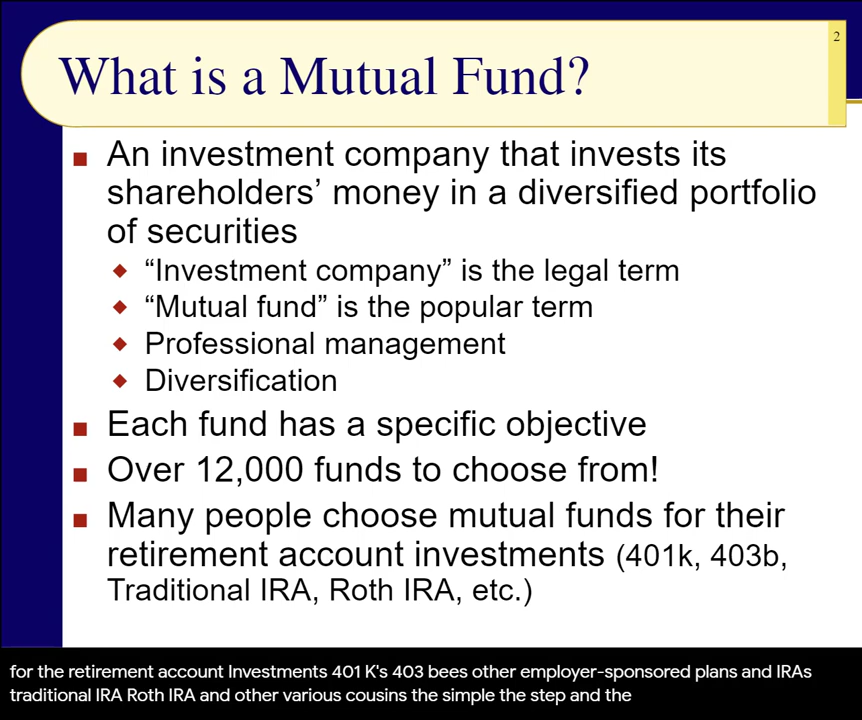 2
What is a Mutual Fund?
An investment company that invests its
shareholders’ money in a diversified portfolio
of securities
“Investment company” is the legal term
“Mutual fund” is the popular term
Professional management
Diversification
Each fund has a specific objective
Over 12,000 funds to choose from!
Many people choose mutual funds for their
retirement account investments (401k, 403b,
Traditional IRA, Roth IRA, etc.)
for the retirement account Investments 401 K's 403 bees other employer-sponsored plans and IRAs
traditional IRA Roth IRA and other various cousins the simple the step and the